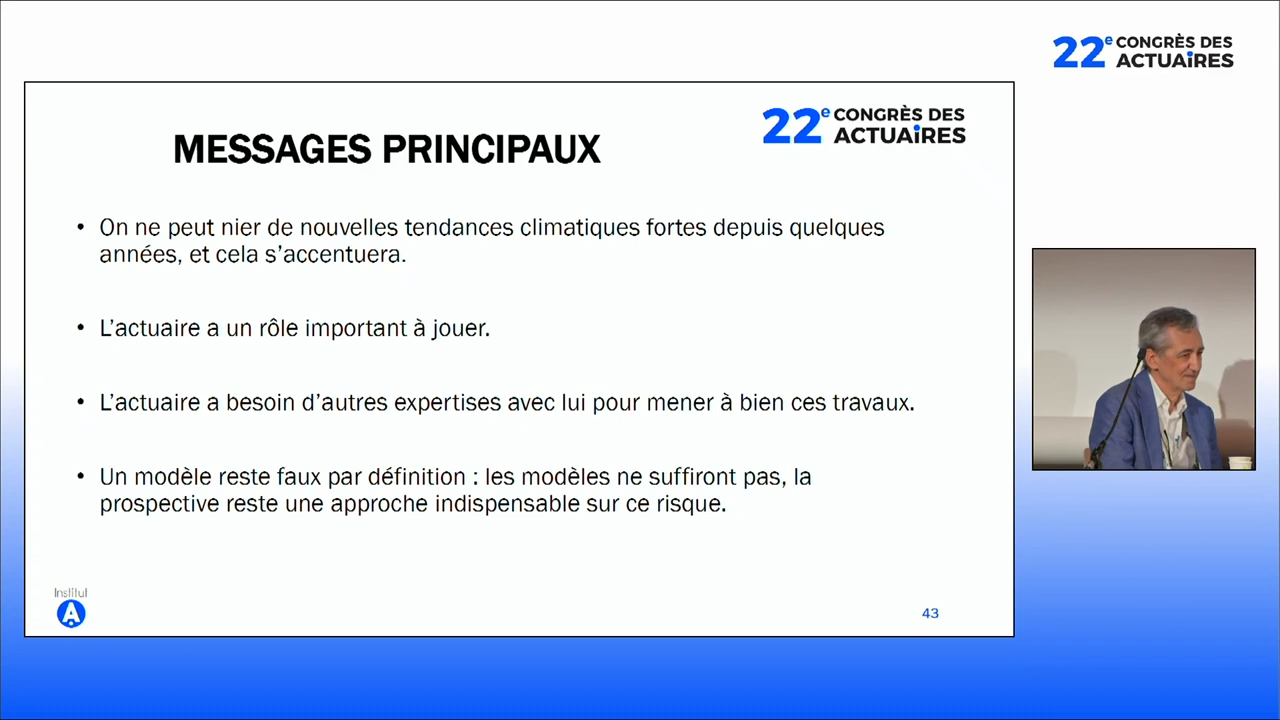 22e CONGRÈS DES
ACTUAiRES
22e CONGRÈS DES
ACTUAiRES
MESSAGES PRINCIPAUX
• On ne peut nier de nouvelles tendances climatiques fortes depuis quelques
années, et cela s’accentuera.
• L’actuaire a un rôle important à jouer.
• L’actuaire a besoin d’autres expertises avec lui pour mener à bien ces travaux.
• Un modèle reste faux par définition : les modèles ne suffiront pas, la
prospective reste une approche indispensable sur ce risque.
Institut
A
43